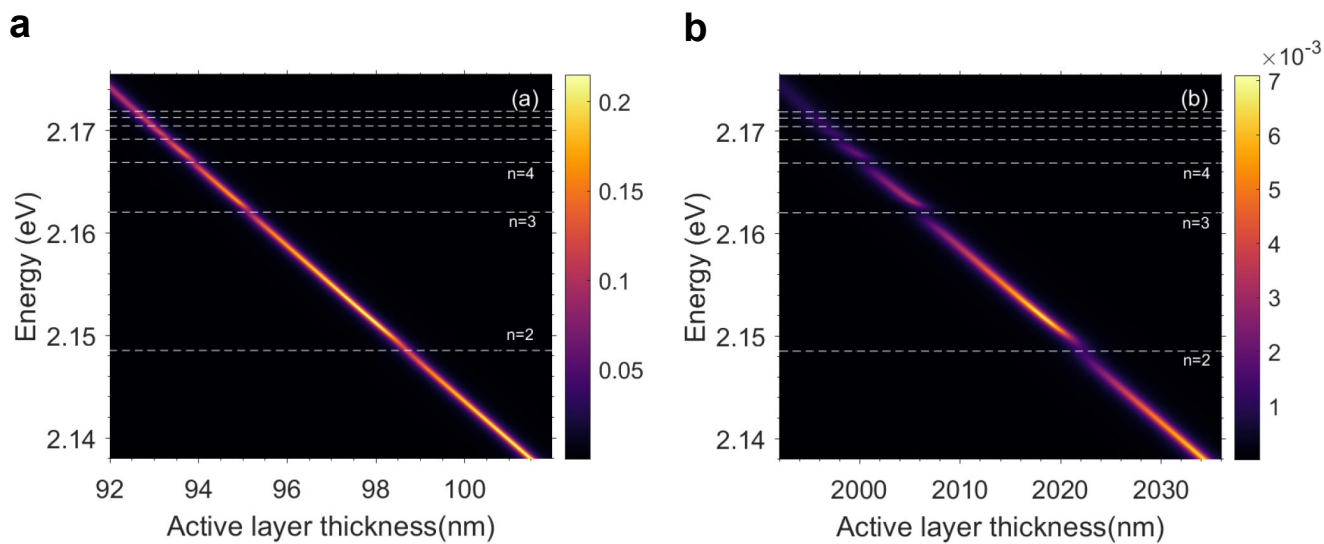 a
(a)
2.17
2.16
2.15
2.14
Energy (eV)
n=4
n=3
n=2
92
94
96
98
100
Active layer thickness(nm)
0.2
0.15
0.1
0.05
b
(b)
2.17
2.16
2.15
2.14
Energy (eV)
n=4
n=3
n=2
2000
2010
2020
2030
Active layer thickness(nm)
×10-3
7
6
5
4
3
2
1